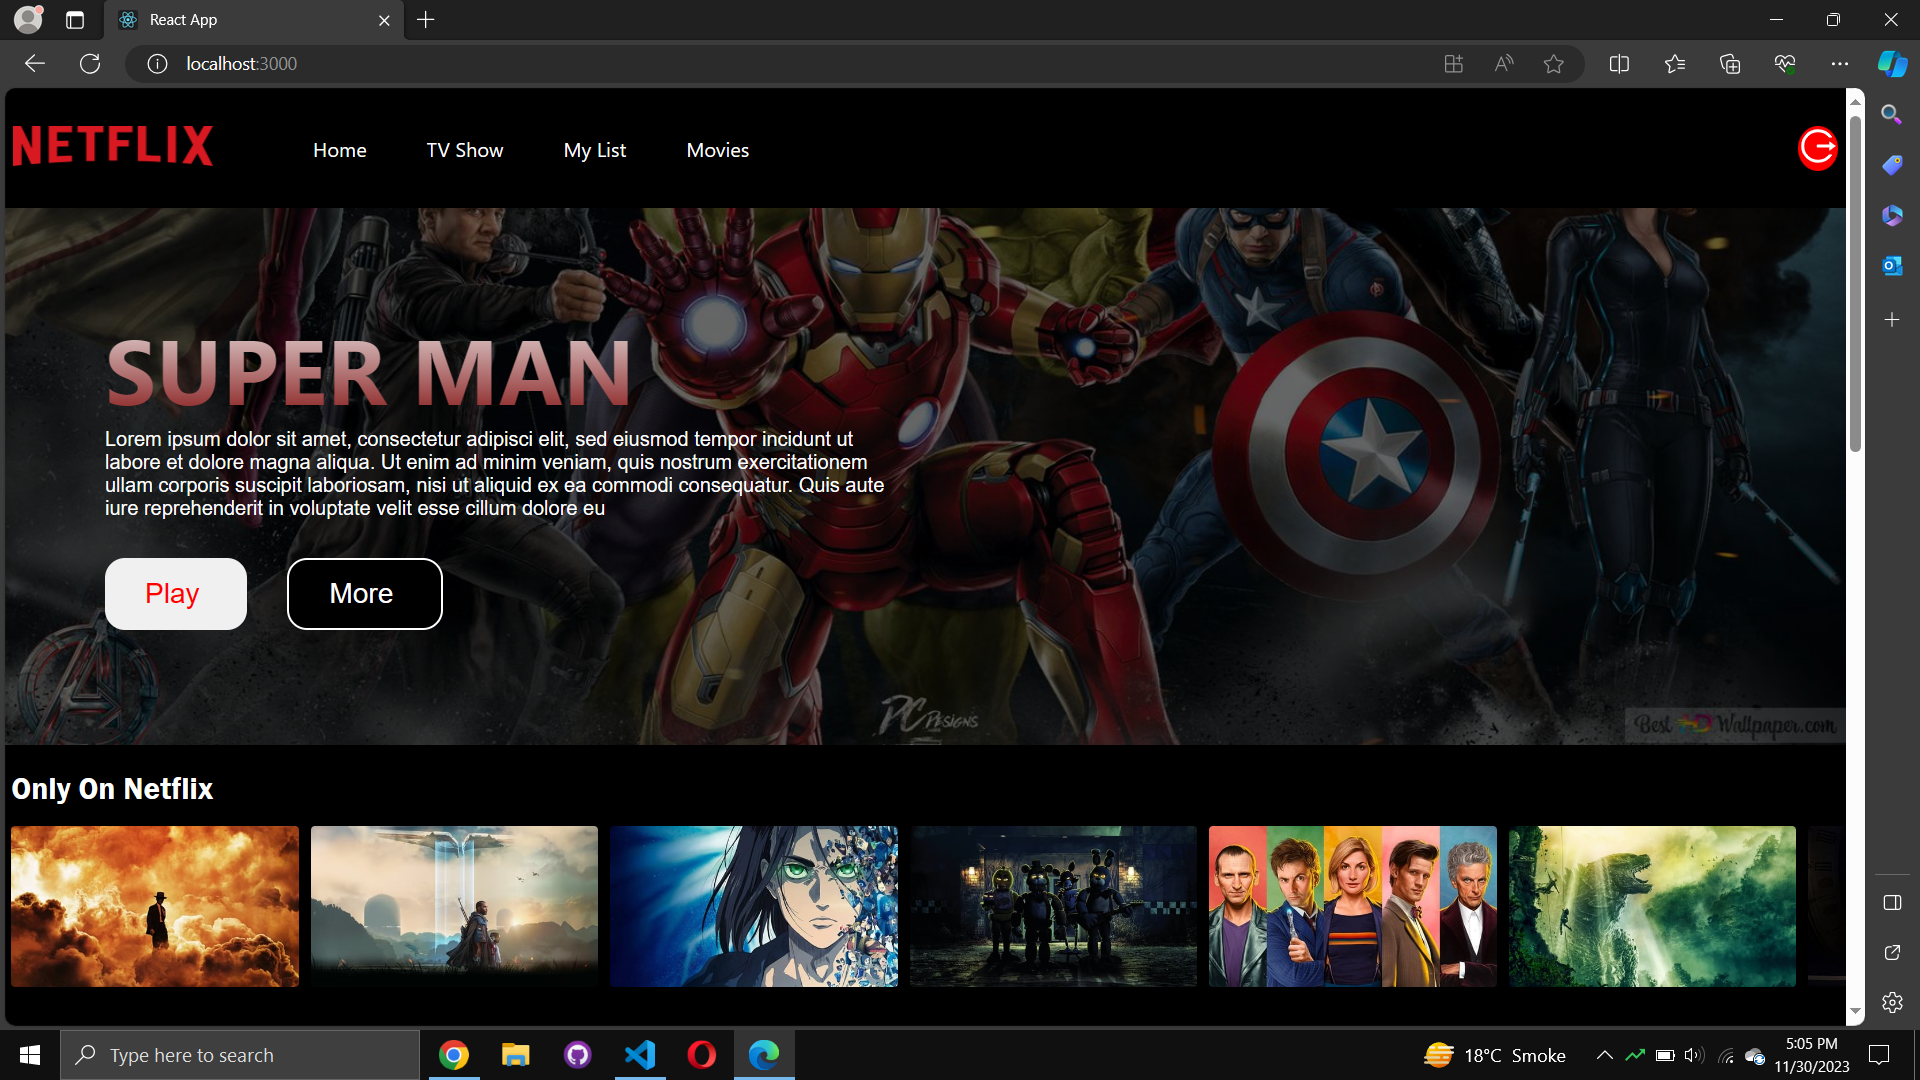 React App
localhost:3000
NETFLIX
Home TV Show My List Movies
SUPER MAN
Lorem ipsum dolor sit amet, consectetur adipisci elit, sed eiusmod tempor incidunt ut
labore et dolore magna aliqua. Ut enim ad minim veniam, quis nostrum exercitationem
ullam corporis suscipit laboriosam, nisi ut aliquid ex ea commodi consequatur. Quis aute
iure reprehenderit in voluptate velit esse cillum dolore eu
Play More
PC DESIGNS
Best HD Wallpaper.com
Only On Netflix
Type here to search
18°C Smoke
5:05 PM
11/30/2023